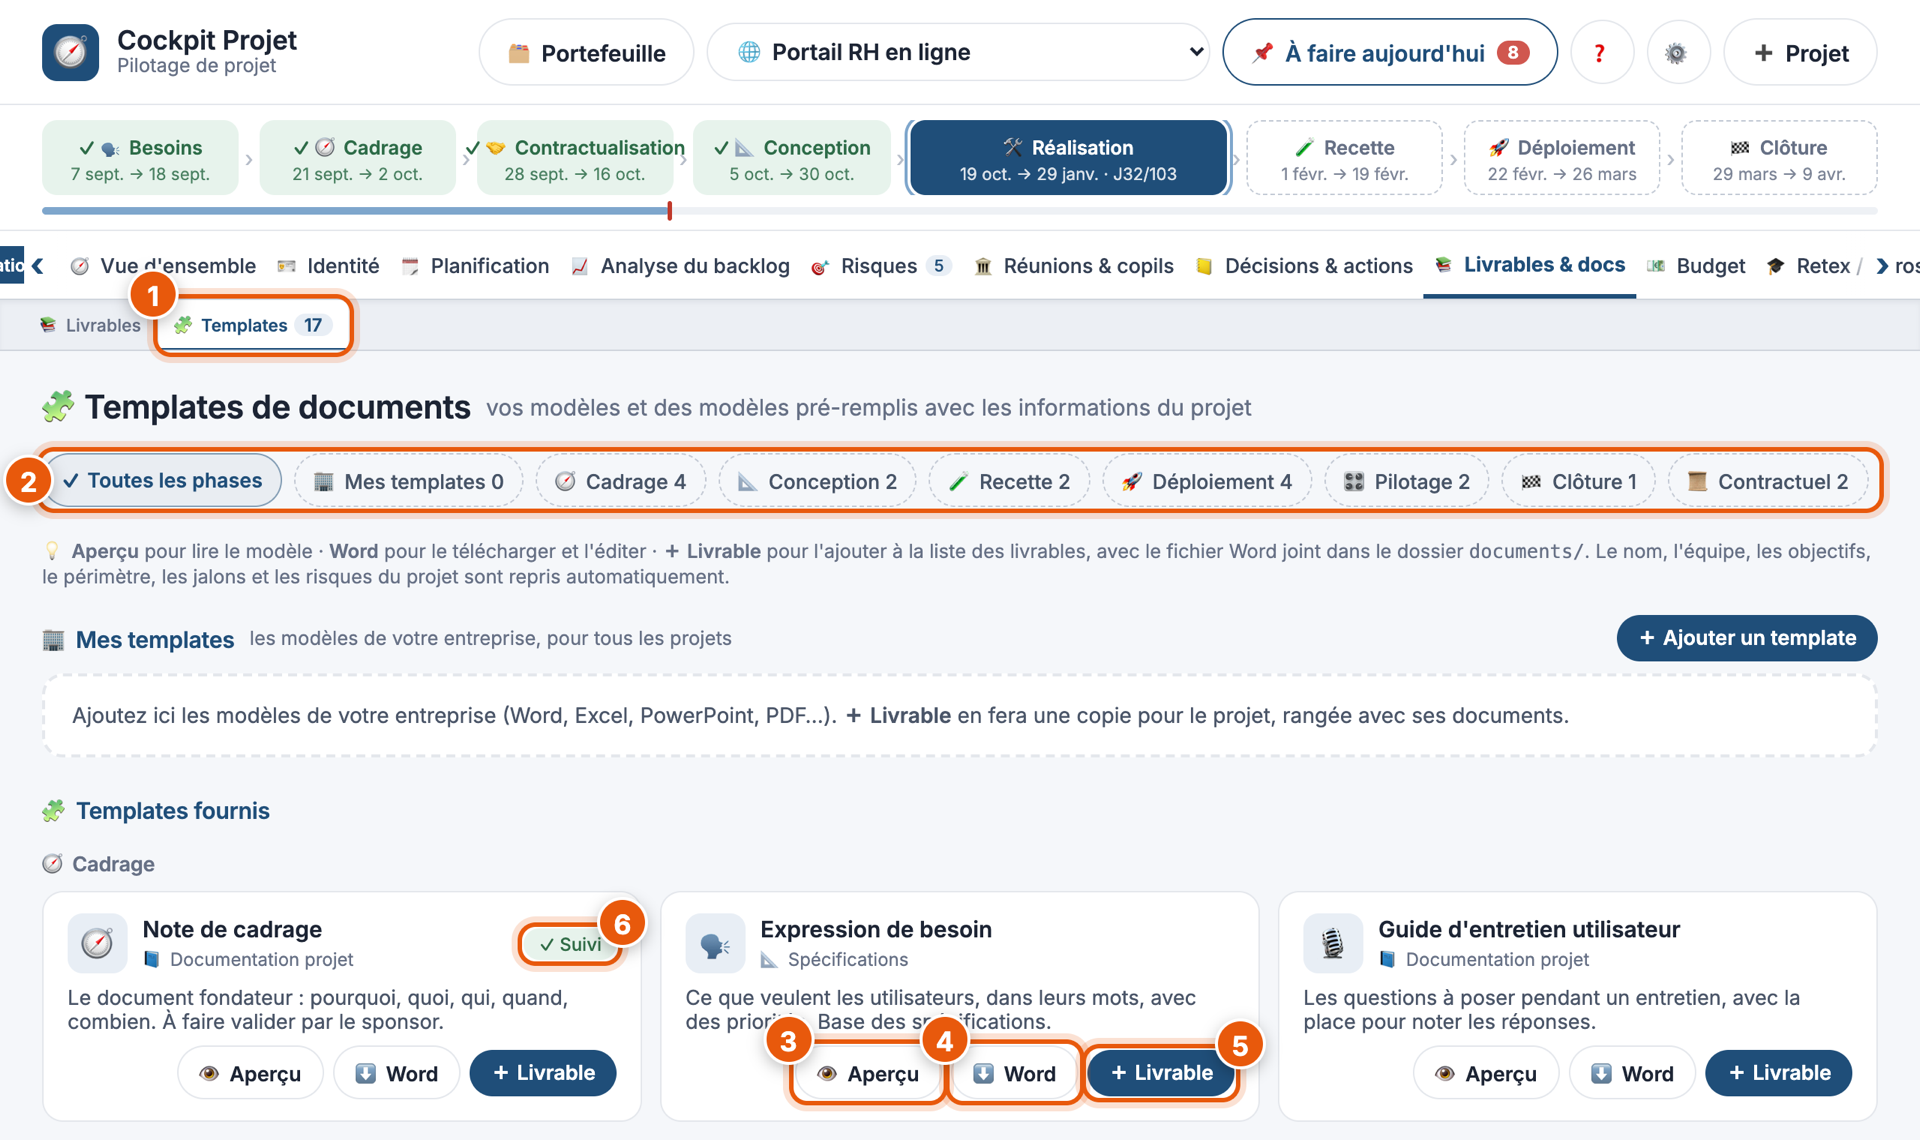 Cockpit Projet
Pilotage de projet
Portefeuille
Portail RH en ligne
À faire aujourd'hui 8
?
+ Projet
✓ Besoins
7 sept. → 18 sept.
✓ Cadrage
21 sept. → 2 oct.
✓ Contractualisation
28 sept. → 16 oct.
✓ Conception
5 oct. → 30 oct.
Réalisation
19 oct. → 29 janv. · J32/103
Recette
1 févr. → 19 févr.
Déploiement
22 févr. → 26 mars
Clôture
29 mars → 9 avr.
Vue d'ensemble
Identité
Planification
Analyse du backlog
Risques 5
Réunions & copils
Décisions & actions
Livrables & docs
Budget
Retex /
1
Livrables
Templates 17
Templates de documents vos modèles et des modèles pré-remplis avec les informations du projet
2
✓ Toutes les phases
Mes templates 0
Cadrage 4
Conception 2
Recette 2
Déploiement 4
Pilotage 2
Clôture 1
Contractuel 2
Aperçu pour lire le modèle · Word pour le télécharger et l'éditer · + Livrable pour l'ajouter à la liste des livrables, avec le fichier Word joint dans le dossier documents/. Le nom, l'équipe, les objectifs,
le périmètre, les jalons et les risques du projet sont repris automatiquement.
Mes templates les modèles de votre entreprise, pour tous les projets
+ Ajouter un template
Ajoutez ici les modèles de votre entreprise (Word, Excel, PowerPoint, PDF…). + Livrable en fera une copie pour le projet, rangée avec ses documents.
Templates fournis
Cadrage
Note de cadrage
Documentation projet
✓ Suivi
6
Le document fondateur : pourquoi, quoi, qui, quand,
combien. À faire valider par le sponsor.
Aperçu
Word
+ Livrable
Expression de besoin
Spécifications
Ce que veulent les utilisateurs, dans leurs mots, avec
des Base des
3
4
5
Aperçu
Word
+ Livrable
Guide d'entretien utilisateur
Documentation projet
Les questions à poser pendant un entretien, avec la
place pour noter les réponses.
Aperçu
Word
+ Livrable